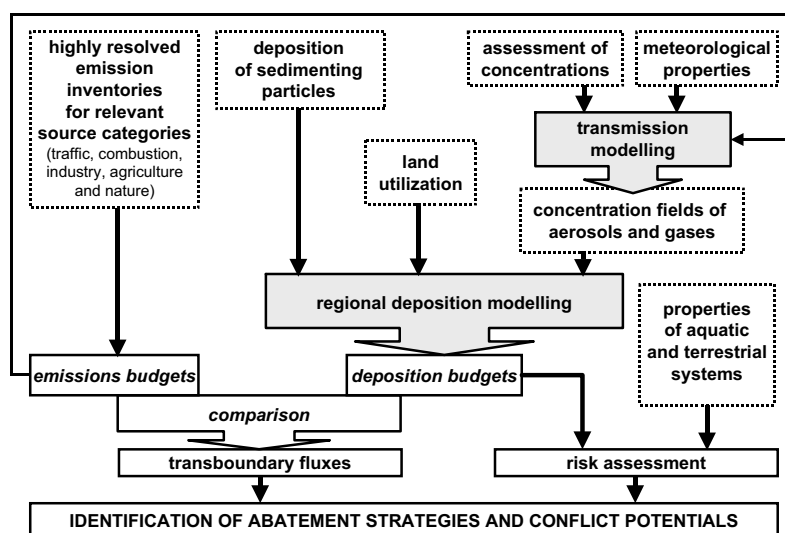 highly resolved
emission
inventories
for relevant
source categories
(traffic, combustion,
industry, agriculture
and nature)
deposition
of sedimenting
particles
assessment of
concentrations
meteorological
properties
transmission
modelling
land
utilization
concentration fields of
aerosols and gases
regional deposition modelling
properties
of aquatic
and terrestrial
systems
emissions budgets
deposition budgets
comparison
transboundary fluxes
risk assessment
IDENTIFICATION OF ABATEMENT STRATEGIES AND CONFLICT POTENTIALS